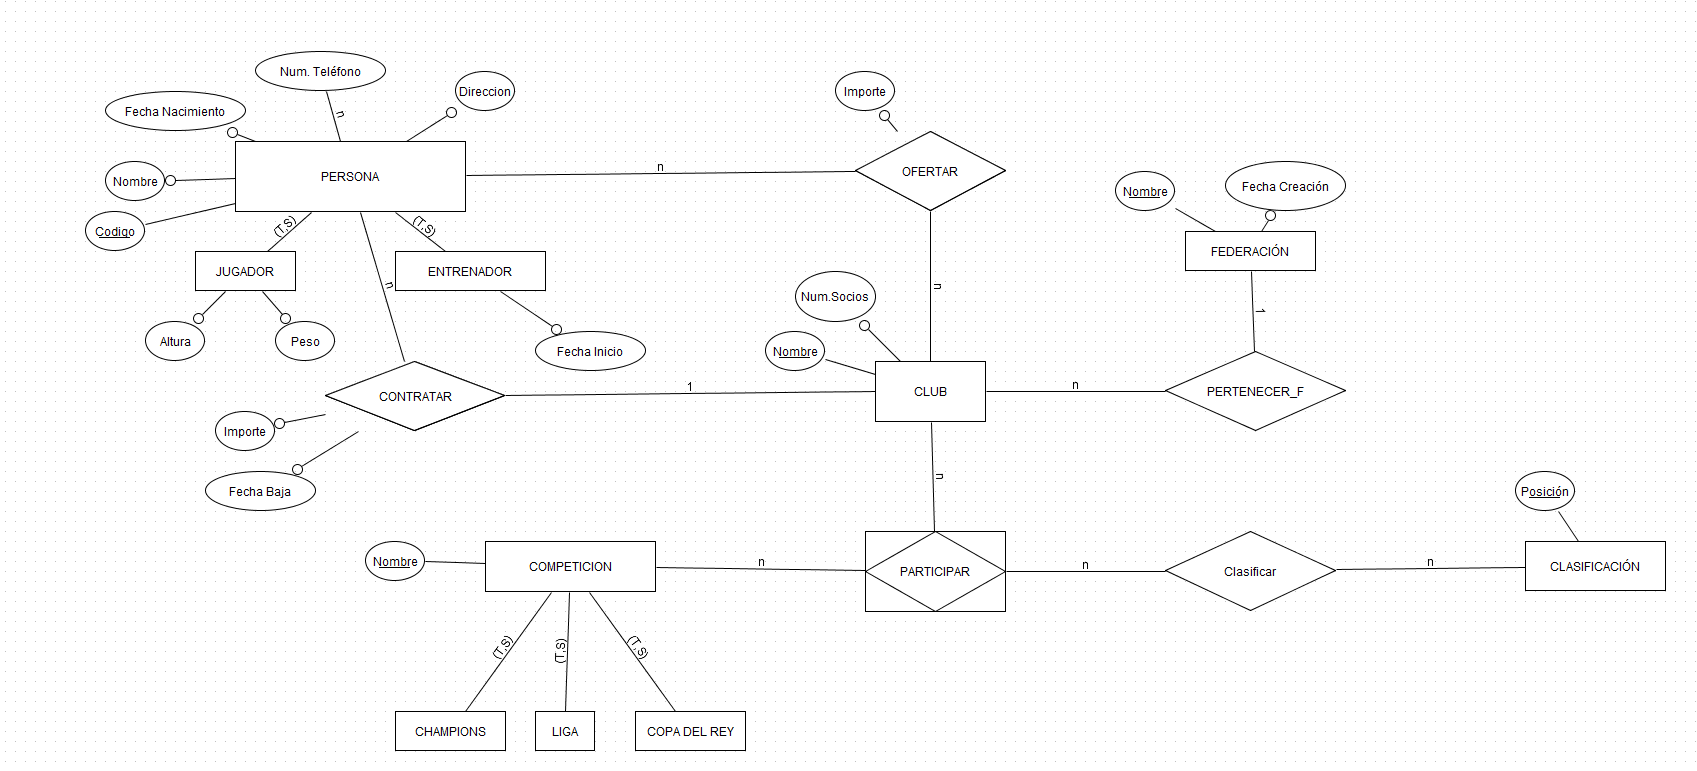 Num. Teléfono
Direccion
Importe
Fecha Nacimiento
n
PERSONA
n
OFERTAR
Nombre
Codigo
Nombre
Fecha Creación
(T,S)
(T,S)
JUGADOR
ENTRENADOR
FEDERACIÓN
n
n
Num.Socios
1
Altura
Peso
Fecha Inicio
Nombre
CONTRATAR
1
CLUB
n
PERTENECER_F
Importe
Fecha Baja
n
Posición
Nombre
COMPETICION
n
PARTICIPAR
n
Clasificar
n
CLASIFICACIÓN
(T,S)
(T,S)
(T,S)
CHAMPIONS
LIGA
COPA DEL REY